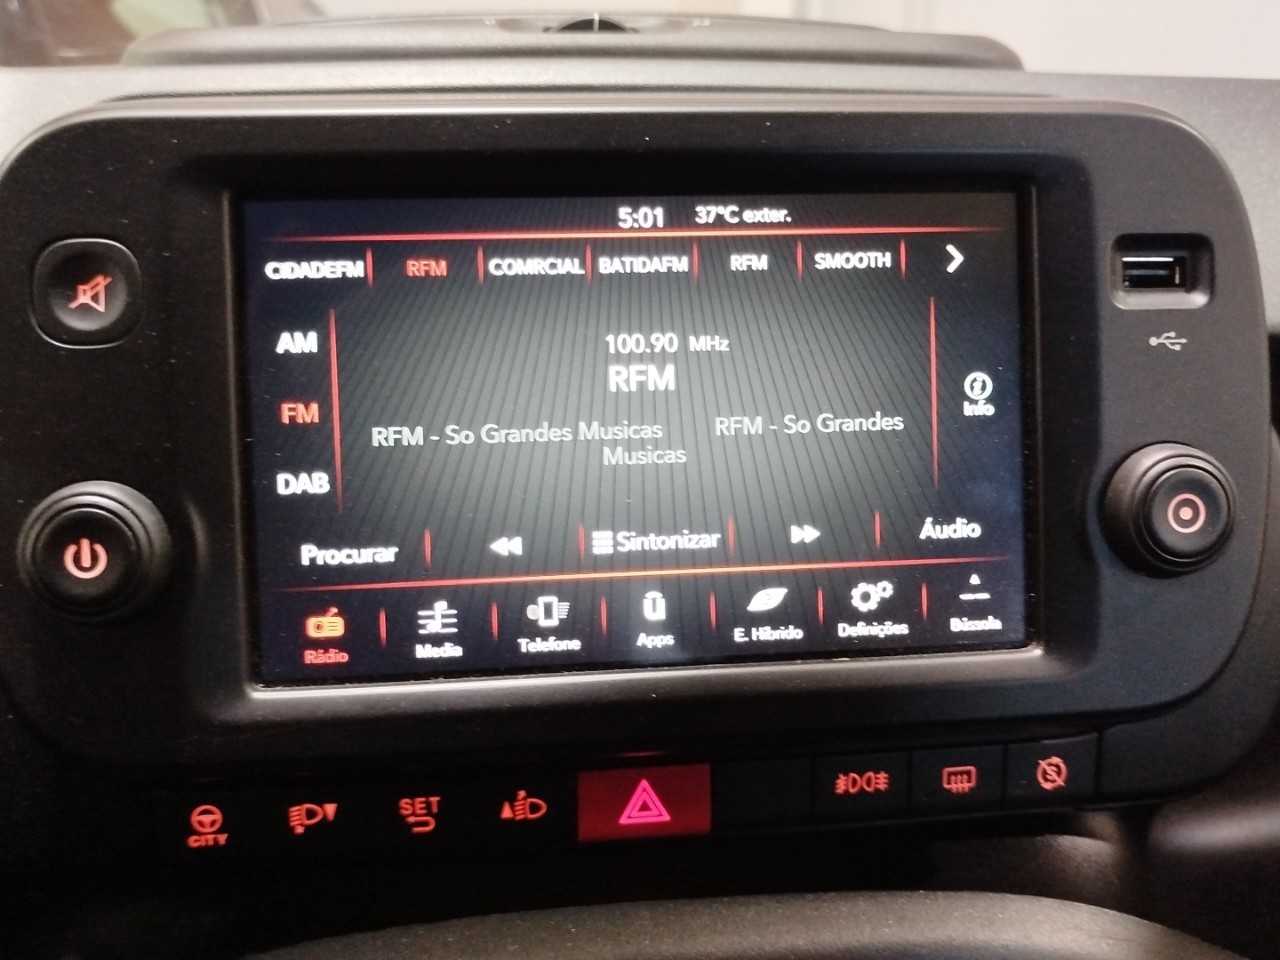 5:01 37°C exter.
CIDADEFM RFM COMRCIAL BATIDAFM RFM SMOOTH
AM
100.90 MHz
RFM
FM
Info
RFM - So Grandes Musicas RFM - So Grandes
Musicas
DAB
Procurar Sintonizar Áudio
Rádio Media Telefone Apps E. Híbrido Definições Bússola
CITY
SET